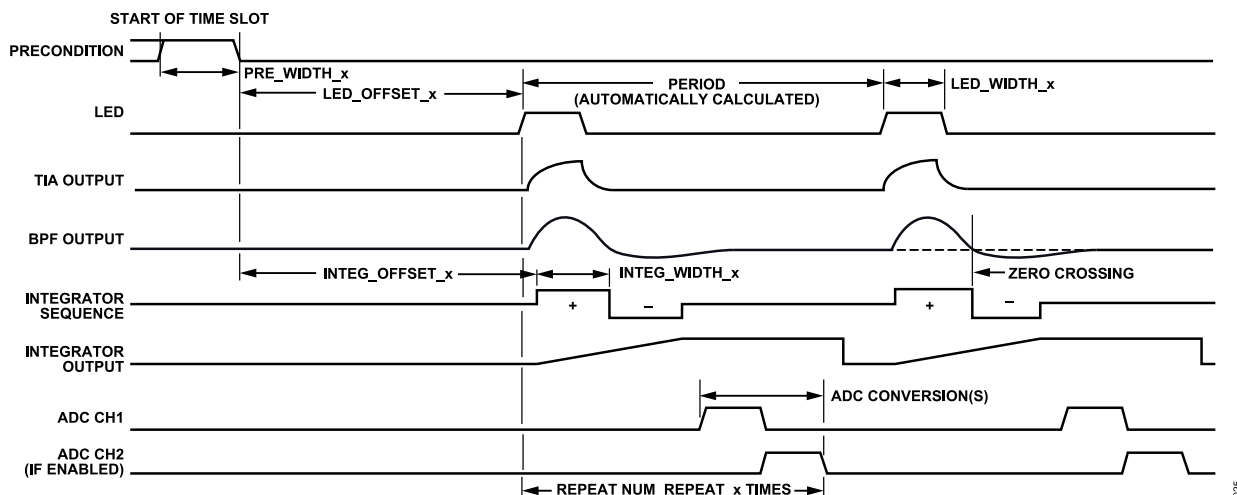 START OF TIME SLOT
PRECONDITION
PRE_WIDTH_x
LED_OFFSET_x
PERIOD
(AUTOMATICALLY CALCULATED)
LED_WIDTH_x
LED
TIA OUTPUT
BPF OUTPUT
INTEG_OFFSET_x
INTEG_WIDTH_x
ZERO CROSSING
INTEGRATOR
SEQUENCE
+
–
+
–
INTEGRATOR
OUTPUT
ADC CONVERSION(S)
ADC CH1
ADC CH2
(IF ENABLED)
REPEAT NUM_REPEAT_x TIMES